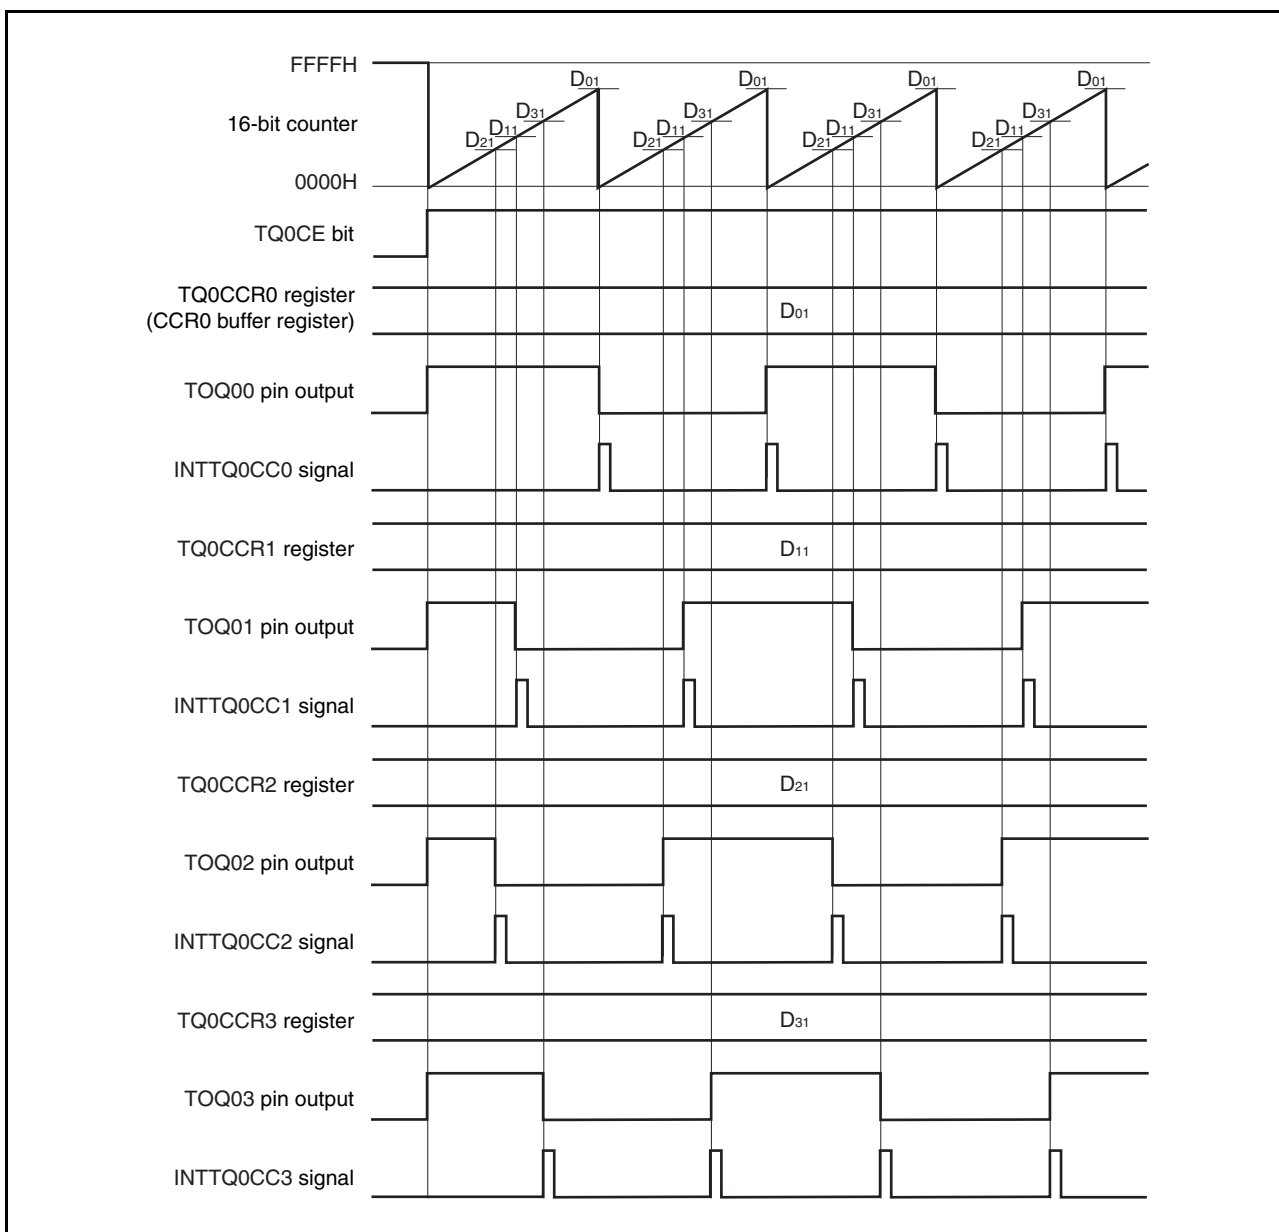 FFFFH
D01 D01 D01 D01
D31 D31 D31 D31
16-bit counter
D11 D11 D11 D11
D21 D21 D21 D21
0000H
TQ0CE bit
TQ0CCR0 register
(CCR0 buffer register)
D01
TOQ00 pin output
INTTQ0CC0 signal
TQ0CCR1 register
D11
TOQ01 pin output
INTTQ0CC1 signal
TQ0CCR2 register
D21
TOQ02 pin output
INTTQ0CC2 signal
TQ0CCR3 register
D31
TOQ03 pin output
INTTQ0CC3 signal